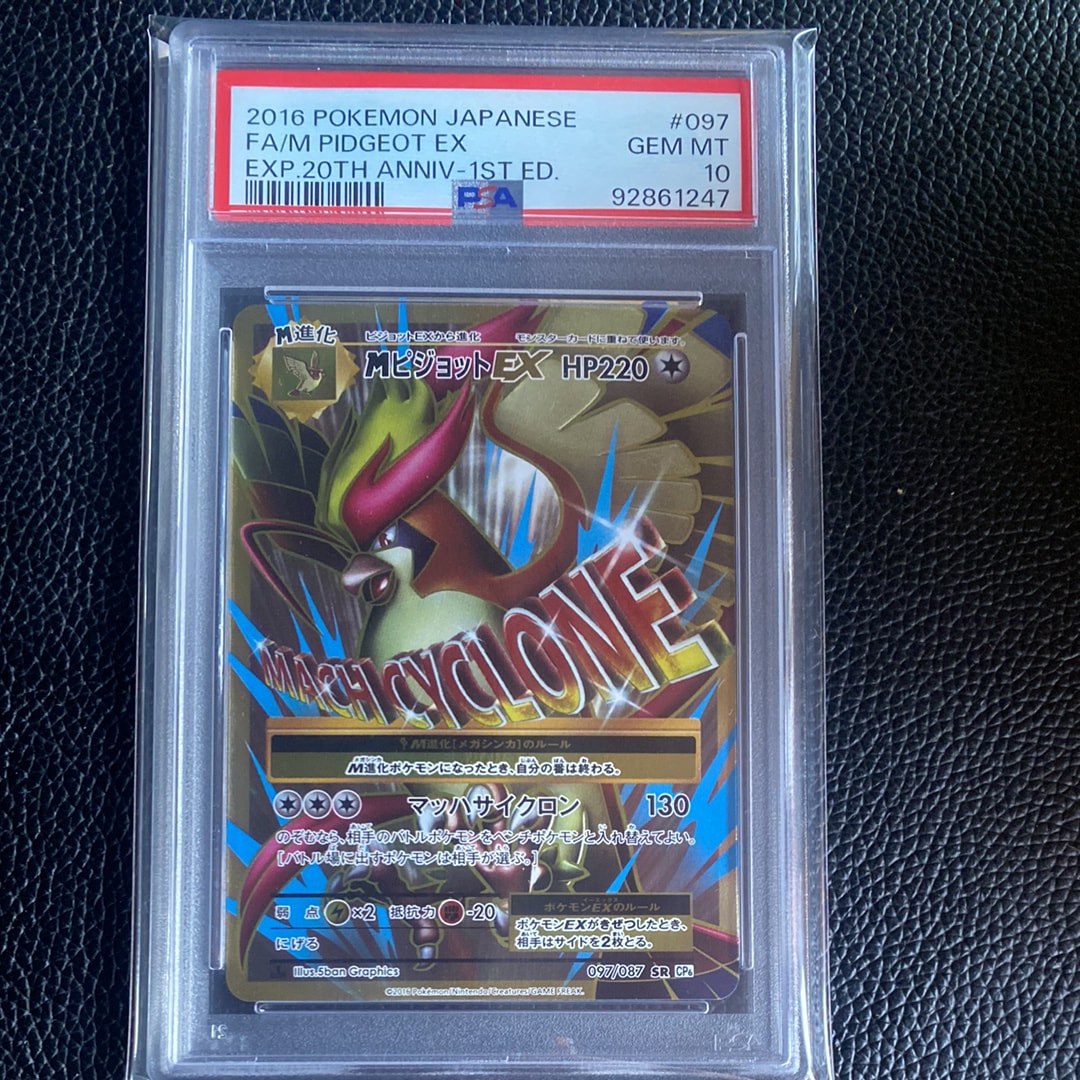 2016 POKEMON JAPANESE #097
FA/M PIDGEOT EX GEM MT
EXP.20TH ANNIV-1ST ED. 10
PSA 92861247
M進化 ピジョットEXから進化 モンスターカードに重ねて使います。
MピジョットEX HP220
MACH CYCLONE
M進化[メガシンカ]のルール
M進化ポケモンになったとき、自分の番は終わる。
マッハサイクロン 130
のぞむなら、相手のバトルポケモンをベンチポケモンと入れ替えてよい。
[バトル場に出すポケモンは相手が選ぶ。]
弱点 ×2 抵抗力 -20
にげる
ポケモンEXのルール
ポケモンEXがきぜつしたとき、
相手はサイドを2枚とる。
Illus.5ban Graphics 097/087 SR CP6
©2016 Pokémon/Nintendo/Creatures/GAME FREAK.